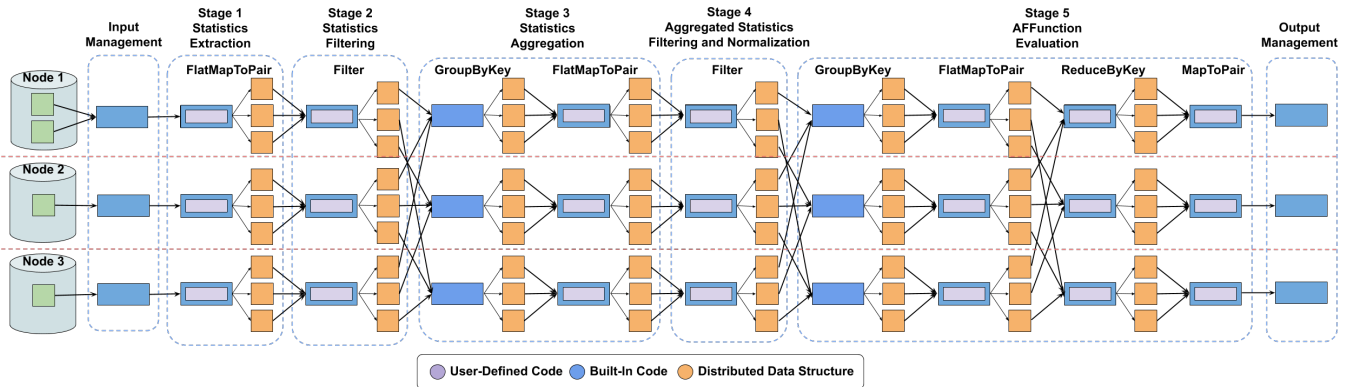 Input
Management
Stage 1
Statistics
Extraction
Stage 2
Statistics
Filtering
Stage 3
Statistics
Aggregation
Stage 4
Aggregated Statistics
Filtering and Normalization
Stage 5
AFFunction
Evaluation
Output
Management
FlatMapToPair
Filter
GroupByKey
FlatMapToPair
Filter
GroupByKey
FlatMapToPair
ReduceByKey
MapToPair
Node 1
Node 2
Node 3
User-Defined Code
Built-In Code
Distributed Data Structure